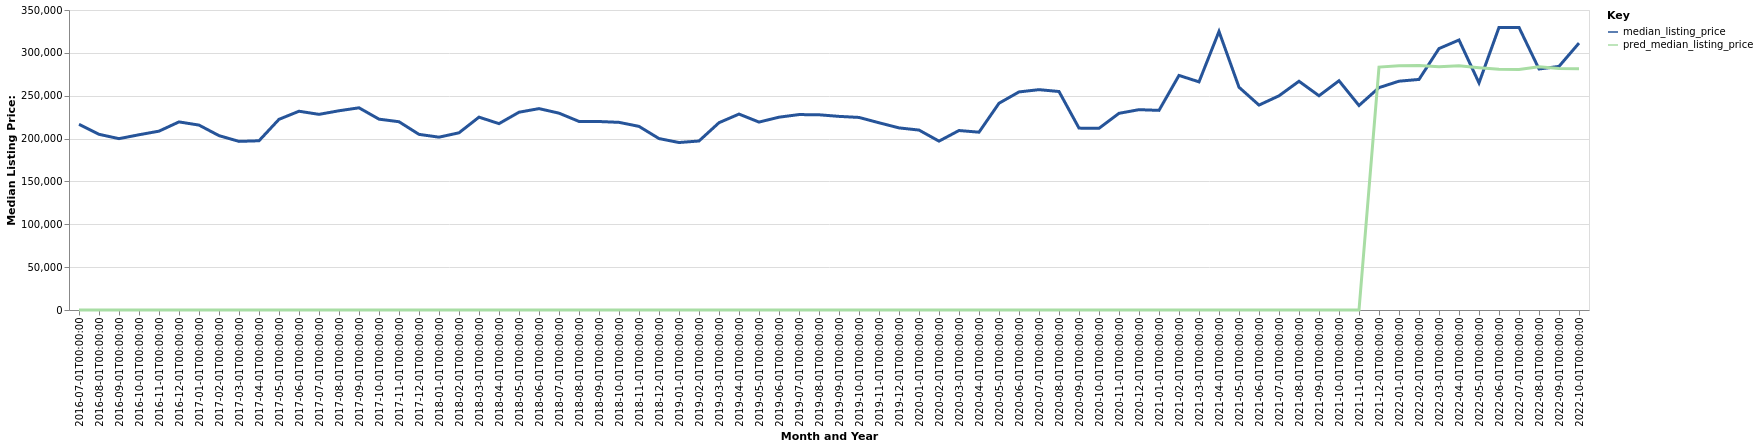 350,000
300,000
250,000
200,000
150,000
100,000
50,000
0
Median Listing Price:
2016-07-01T00:00:00
2016-08-01T00:00:00
2016-09-01T00:00:00
2016-10-01T00:00:00
2016-11-01T00:00:00
2016-12-01T00:00:00
2017-01-01T00:00:00
2017-02-01T00:00:00
2017-03-01T00:00:00
2017-04-01T00:00:00
2017-05-01T00:00:00
2017-06-01T00:00:00
2017-07-01T00:00:00
2017-08-01T00:00:00
2017-09-01T00:00:00
2017-10-01T00:00:00
2017-11-01T00:00:00
2017-12-01T00:00:00
2018-01-01T00:00:00
2018-02-01T00:00:00
2018-03-01T00:00:00
2018-04-01T00:00:00
2018-05-01T00:00:00
2018-06-01T00:00:00
2018-07-01T00:00:00
2018-08-01T00:00:00
2018-09-01T00:00:00
2018-10-01T00:00:00
2018-11-01T00:00:00
2018-12-01T00:00:00
2019-01-01T00:00:00
2019-02-01T00:00:00
2019-03-01T00:00:00
2019-04-01T00:00:00
2019-05-01T00:00:00
2019-06-01T00:00:00
2019-07-01T00:00:00
2019-08-01T00:00:00
2019-09-01T00:00:00
2019-10-01T00:00:00
2019-11-01T00:00:00
2019-12-01T00:00:00
2020-01-01T00:00:00
2020-02-01T00:00:00
2020-03-01T00:00:00
2020-04-01T00:00:00
2020-05-01T00:00:00
2020-06-01T00:00:00
2020-07-01T00:00:00
2020-08-01T00:00:00
2020-09-01T00:00:00
2020-10-01T00:00:00
2020-11-01T00:00:00
2020-12-01T00:00:00
2021-01-01T00:00:00
2021-02-01T00:00:00
2021-03-01T00:00:00
2021-04-01T00:00:00
2021-05-01T00:00:00
2021-06-01T00:00:00
2021-07-01T00:00:00
2021-08-01T00:00:00
2021-09-01T00:00:00
2021-10-01T00:00:00
2021-11-01T00:00:00
2021-12-01T00:00:00
2022-01-01T00:00:00
2022-02-01T00:00:00
2022-03-01T00:00:00
2022-04-01T00:00:00
2022-05-01T00:00:00
2022-06-01T00:00:00
2022-07-01T00:00:00
2022-08-01T00:00:00
2022-09-01T00:00:00
2022-10-01T00:00:00
Month and Year
Key
median_listing_price
pred_median_listing_price